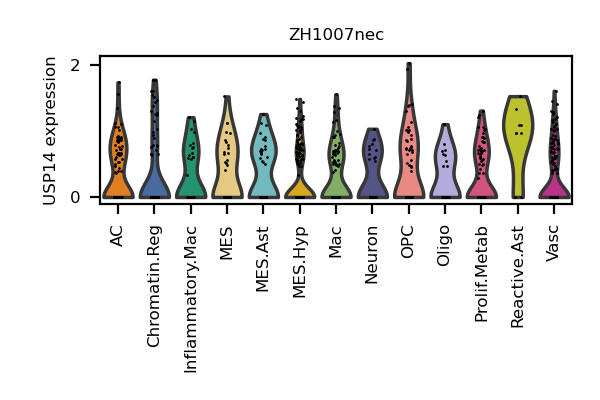 ZH1007nec
USP14 expression
2
0
AC
Chromatin.Reg
Inflammatory.Mac
MES
MES.Ast
MES.Hyp
Mac
Neuron
OPC
Oligo
Prolif.Metab
Reactive.Ast
Vasc